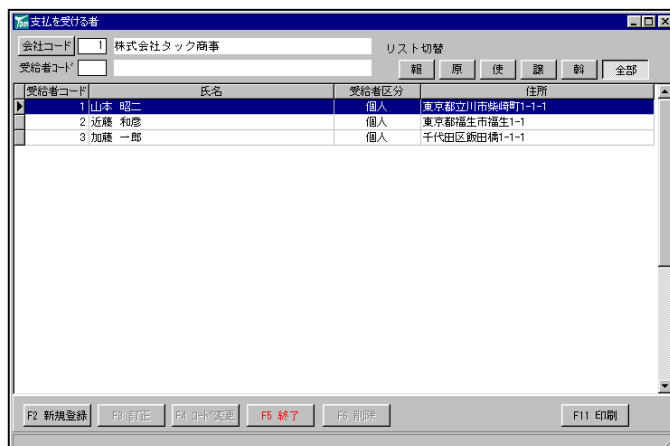 支払を受ける者
会社コード 1 株式会社タック商事 リスト切替
受給者コード 報 原 使 譲 斡 全部
受給者コード 氏名 受給者区分 住所
1 山本 昭二 個人 東京都立川市柴崎町1-1-1
2 近藤 和彦 個人 東京都福生市福生1-1
3 加藤 一郎 個人 千代田区飯田橋1-1-1
F2 新規登録 F3 訂正 F4 コード変更 F5 終了 F6 削除 F11 印刷